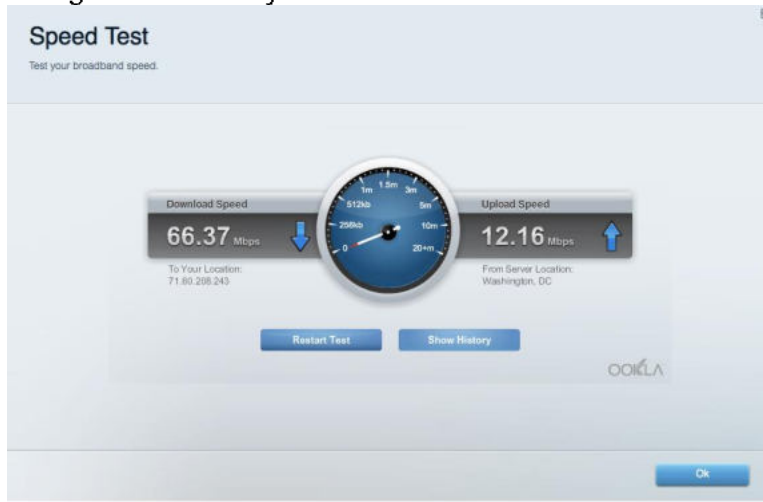 Speed Test
Test your broadband speed.
Download Speed
66.37 Mbps
To Your Location:
71.80.208.243
0
256kb
512kb
1m
1.5m
3m
5m
10m
20+m
Upload Speed
12.16 Mbps
From Server Location:
Washington, DC
Restart Test
Show History
OOKLA
Ok